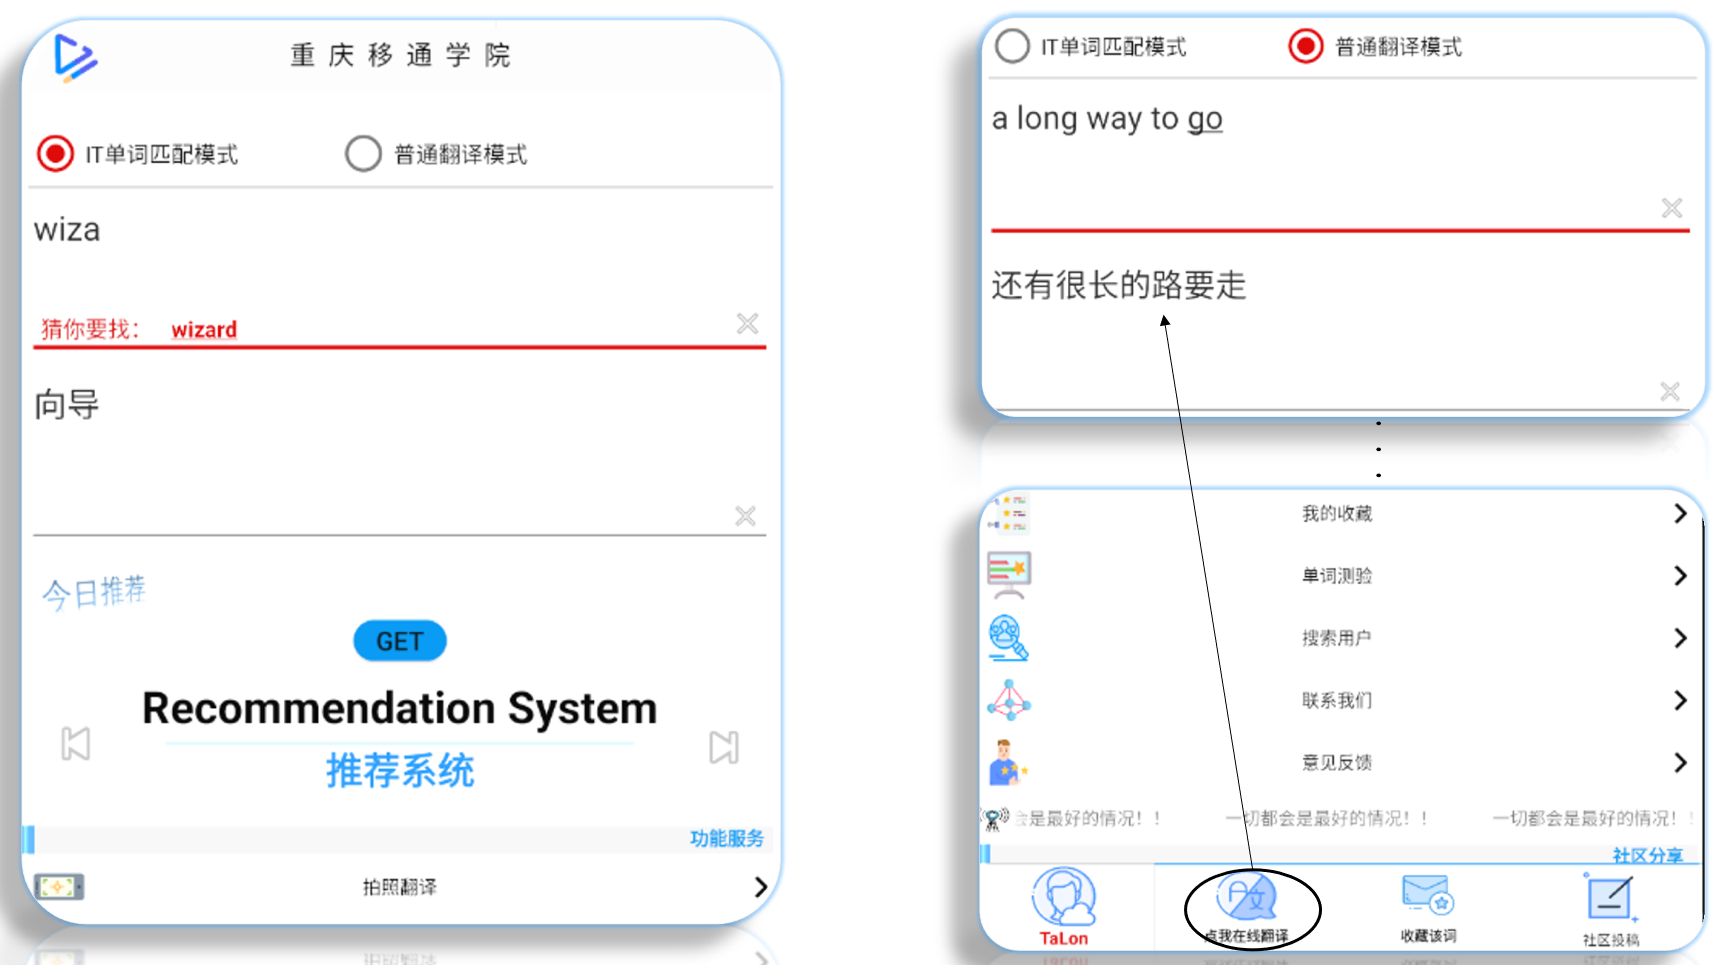 重庆移通学院
IT单词匹配模式
普通翻译模式
wiza
猜你要找： wizard
向导
今日推荐
GET
Recommendation System
推荐系统
功能服务
拍照翻译
IT单词匹配模式
普通翻译模式
a long way to go
还有很长的路要走
我的收藏
单词测验
搜索用户
联系我们
意见反馈
会是最好的情况！！ 一切都会是最好的情况！！ 一切都会是最好的情况！！
社区分享
TaLon
点我在线翻译
收藏该词
社区投稿